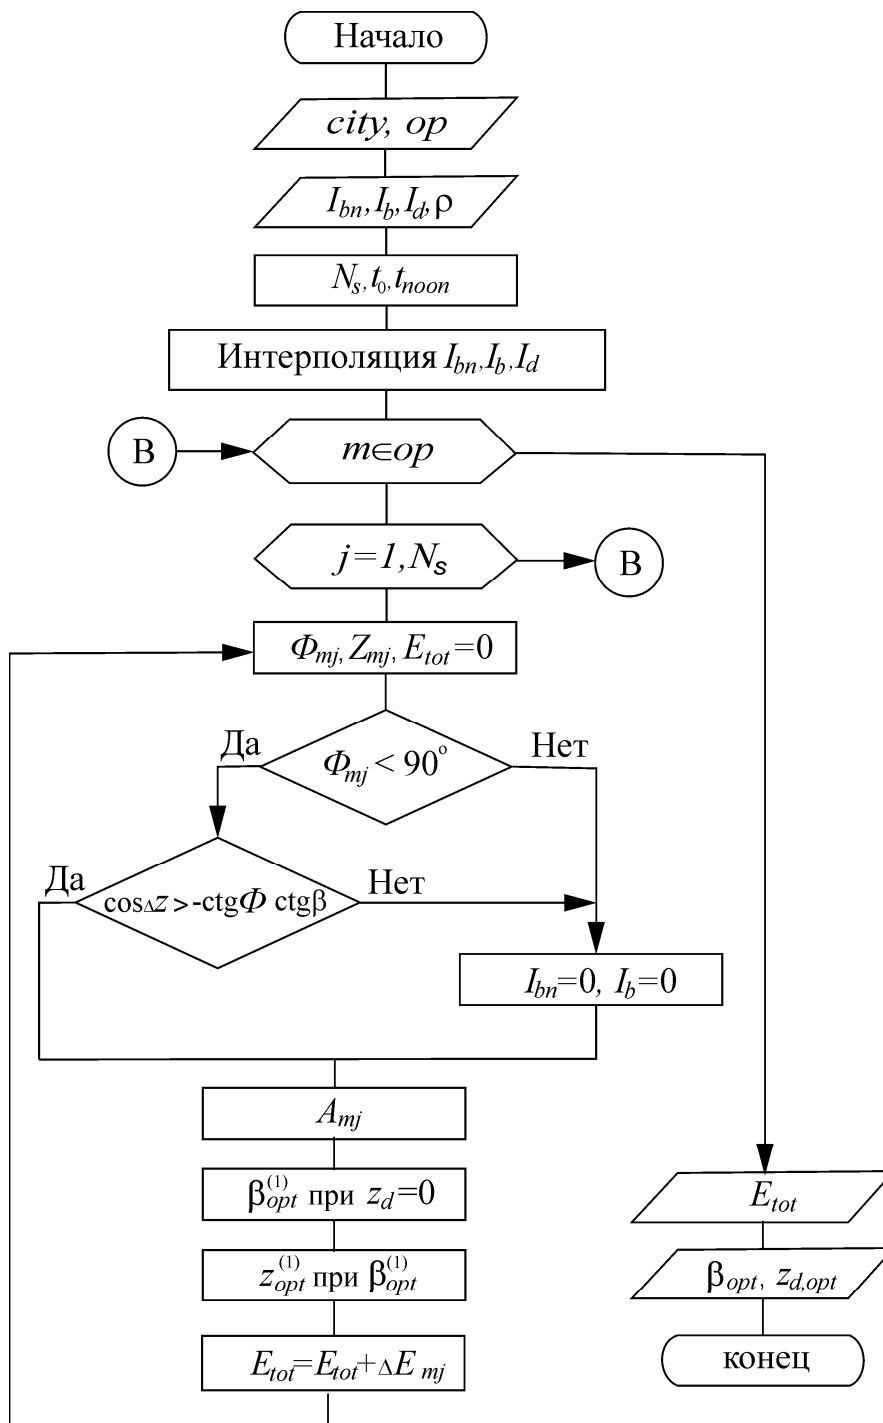 Начало
city, op
I_bn, I_b, I_d, ρ
N_s, t_0, t_noon
Интерполяция I_bn, I_b, I_d
B
m∈op
j=1,N_s
B
Φ_mj, Z_mj, E_tot=0
Да
Нет
Φ_mj < 90°
Да
Нет
cosΔz > -ctgΦ ctgβ
I_bn=0, I_b=0
A_mj
β_opt^(1) при z_d=0
E_tot
z_opt^(1) при β_opt^(1)
β_opt, z_d,opt
E_tot=E_tot+ΔE_mj
конец